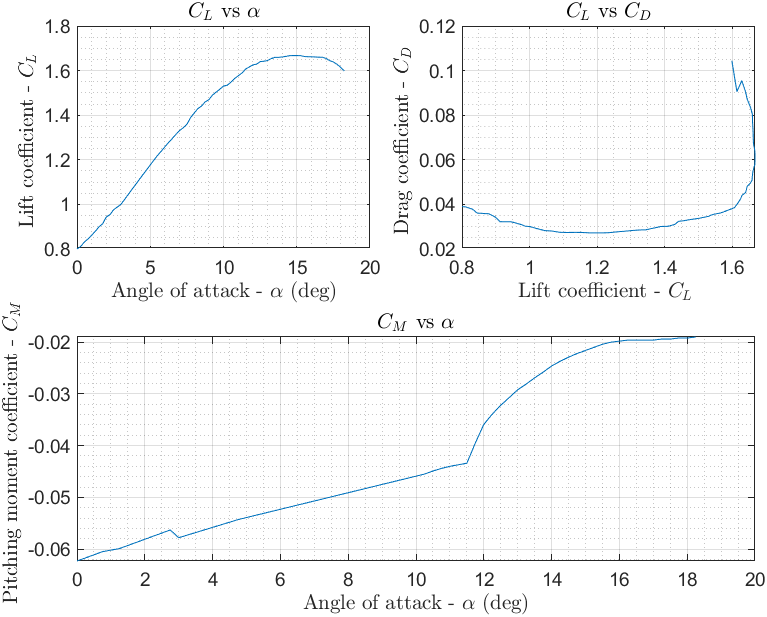 C_L vs α
1.8
1.6
1.4
1.2
1
0.8
Lift coefficient - C_L
0 5 10 15 20
Angle of attack - α (deg)
C_L vs C_D
0.12
0.1
0.08
0.06
0.04
0.02
Drag coefficient - C_D
0.8 1 1.2 1.4 1.6
Lift coefficient - C_L
C_M vs α
-0.02
-0.03
-0.04
-0.05
-0.06
Pitching moment coefficient - C_M
0 2 4 6 8 10 12 14 16 18 20
Angle of attack - α (deg)